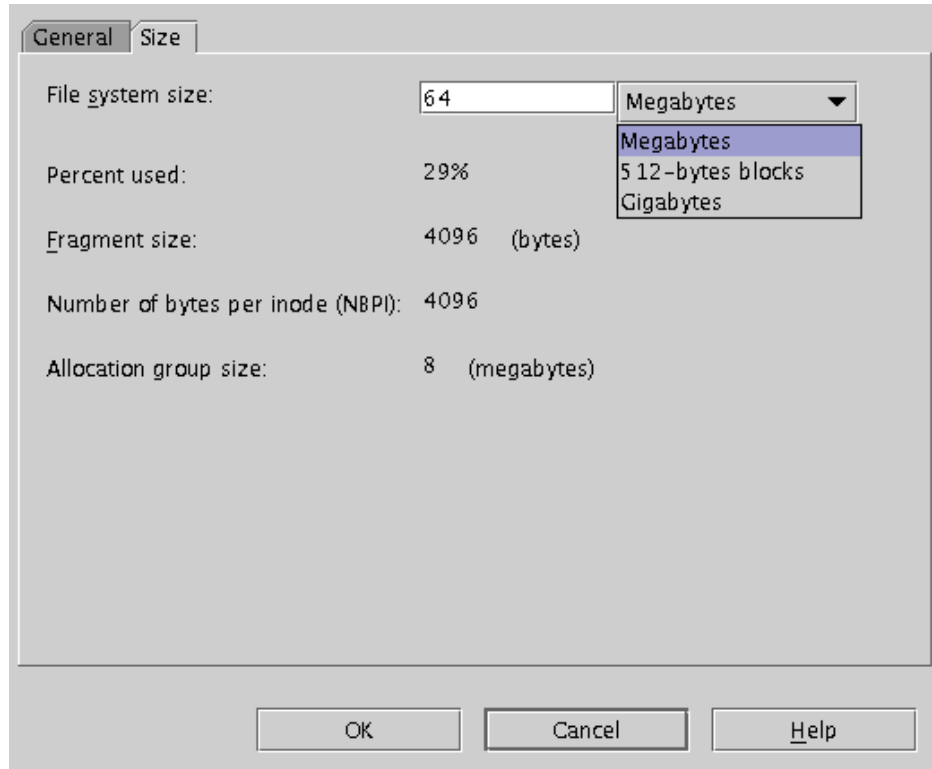 General Size
File system size: 64 Megabytes
Megabytes
512-bytes blocks
Gigabytes
Percent used: 29%
Fragment size: 4096 (bytes)
Number of bytes per inode (NBPI): 4096
Allocation group size: 8 (megabytes)
OK Cancel Help